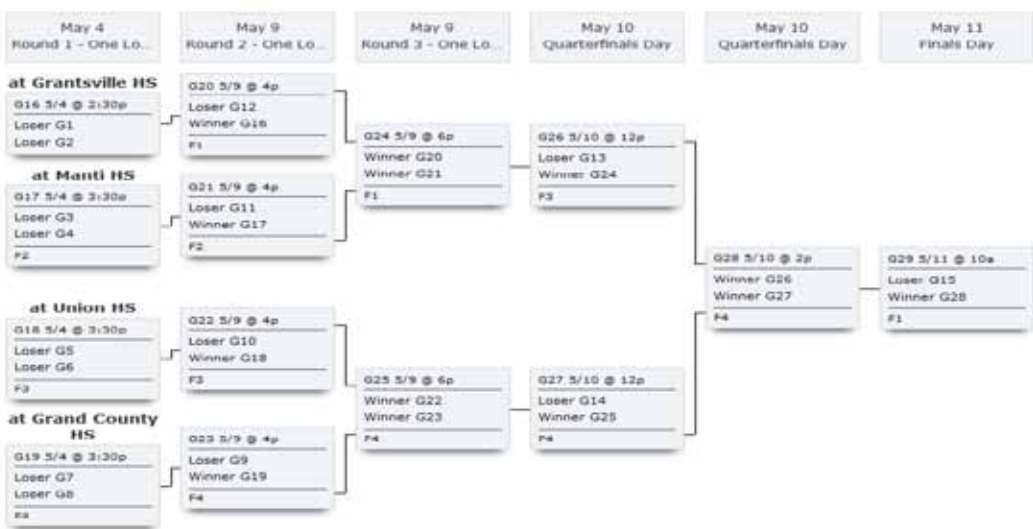 May 4
Round 1 - One Lo...
May 9
Round 2 - One Lo...
May 9
Round 3 - One Lo...
May 10
Quarterfinals Day
May 10
Quarterfinals Day
May 11
Finals Day
at Grantsville HS
G16 5/4 @ 2:30p
Loser G1
Loser G2
at Manti HS
G17 5/4 @ 3:30p
Loser G3
Loser G4
F2
at Union HS
G18 5/4 @ 3:30p
Loser G5
Loser G6
F3
at Grand County
HS
G19 5/4 @ 3:30p
Loser G7
Loser G8
F4
G20 5/9 @ 4p
Loser G12
Winner G16
F1
G21 5/9 @ 4p
Loser G11
Winner G17
F2
G22 5/9 @ 4p
Loser G10
Winner G18
F3
G23 5/9 @ 4p
Loser G9
Winner G19
F4
G24 5/9 @ 6p
Winner G20
Winner G21
F1
G25 5/9 @ 6p
Winner G22
Winner G23
F4
G26 5/10 @ 12p
Loser G13
Winner G24
F3
G27 5/10 @ 12p
Loser G14
Winner G25
F4
G28 5/10 @ 2p
Winner G26
Winner G27
F4
G29 5/11 @ 10a
Loser G15
Winner G28
F1